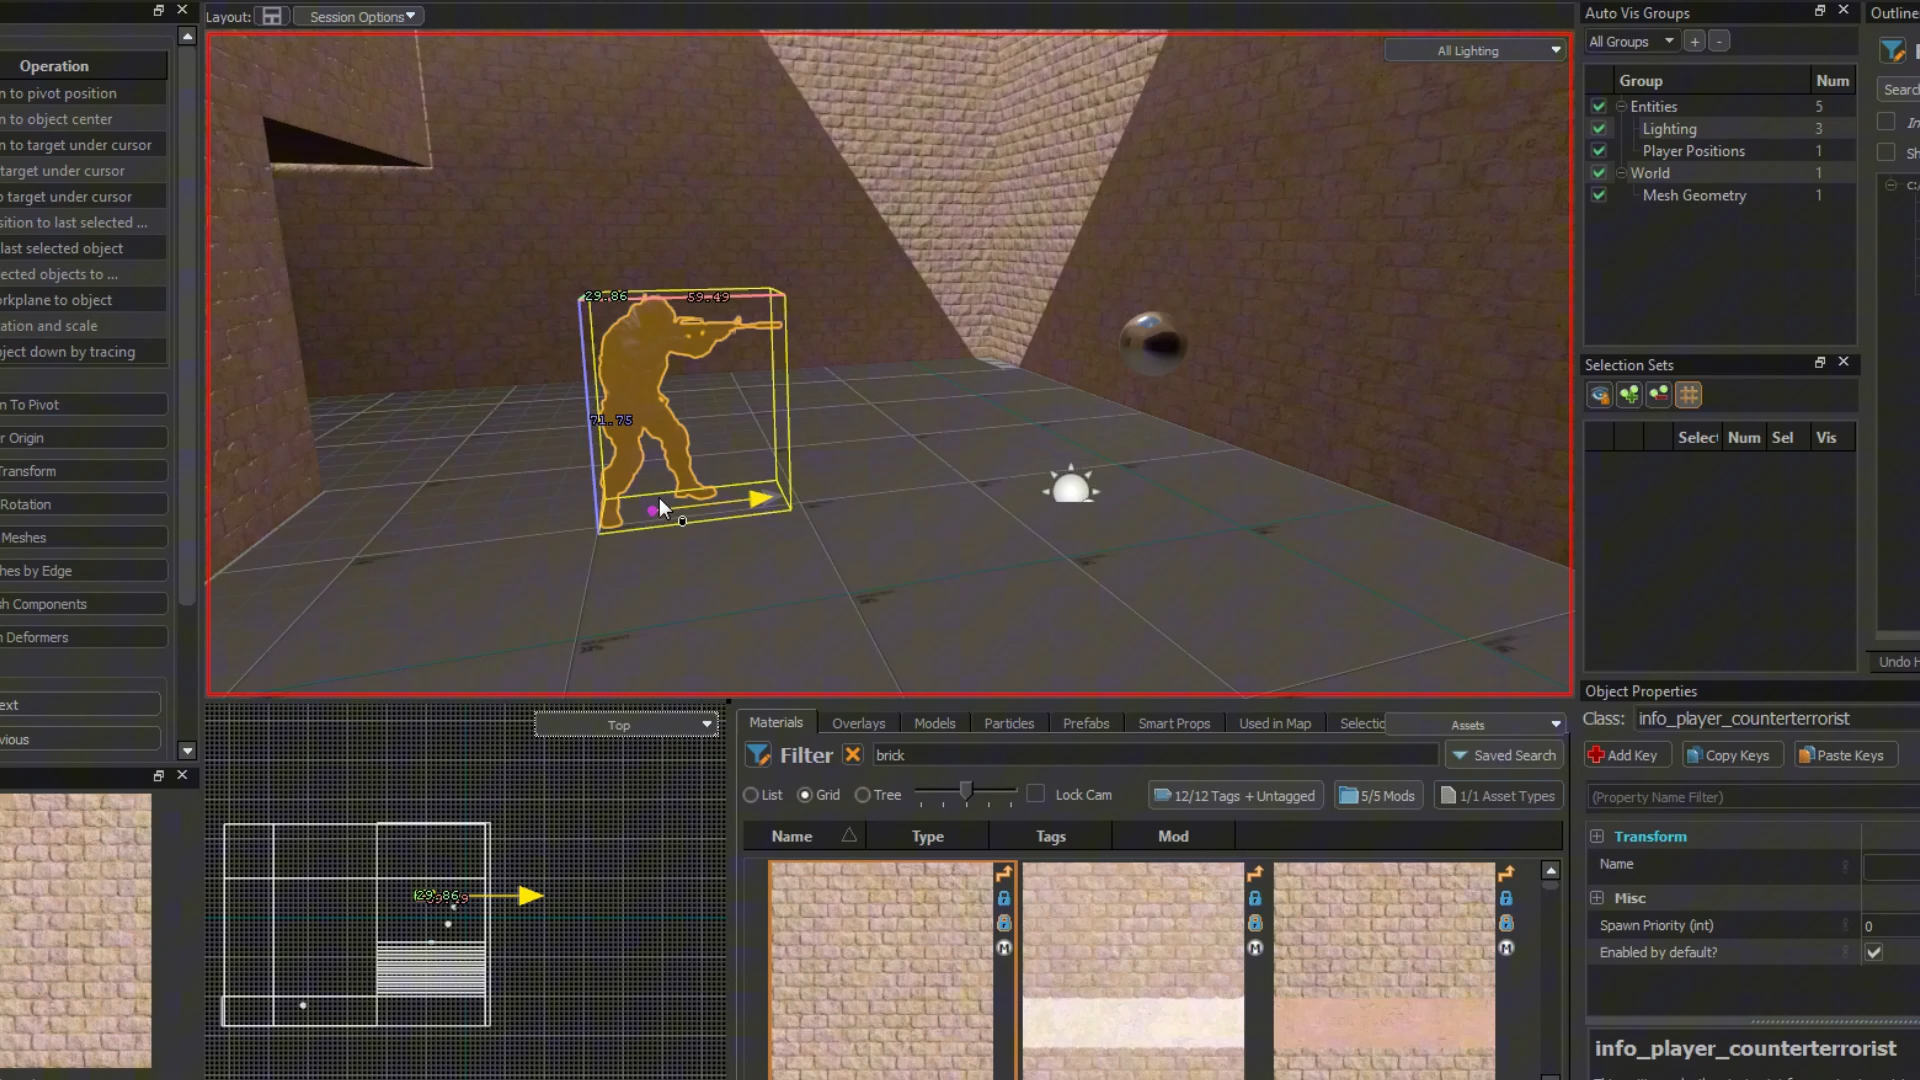 Layout:
Session Options
All Lighting
Operation
n to pivot position
n to object center
n to target under cursor
target under cursor
o target under cursor
sition to last selected ...
last selected object
ected objects to ...
orkplane to object
tation and scale
ject down by tracing
n To Pivot
r Origin
Transform
Rotation
Meshes
hes by Edge
sh Components
n Deformers
ext
vious
29.86
59.49
71.75
Top
29.86
Materials
Overlays
Models
Particles
Prefabs
Smart Props
Used in Map
Selectic
Assets
Filter
brick
Saved Search
List
Grid
Tree
Lock Cam
12/12 Tags + Untagged
5/5 Mods
1/1 Asset Types
Name
Type
Tags
Mod
M
M
M
Auto Vis Groups
All Groups
+
-
Group Num
Entities 5
Lighting 3
Player Positions 1
World 1
Mesh Geometry 1
Selection Sets
Select Num Sel Vis
Outline
Searc
In
Sh
c:/
Undo H
Object Properties
Class: info_player_counterterrorist
Add Key
Copy Keys
Paste Keys
(Property Name Filter)
Transform
Name
Misc
Spawn Priority (int) 0
Enabled by default?
info_player_counterterrorist